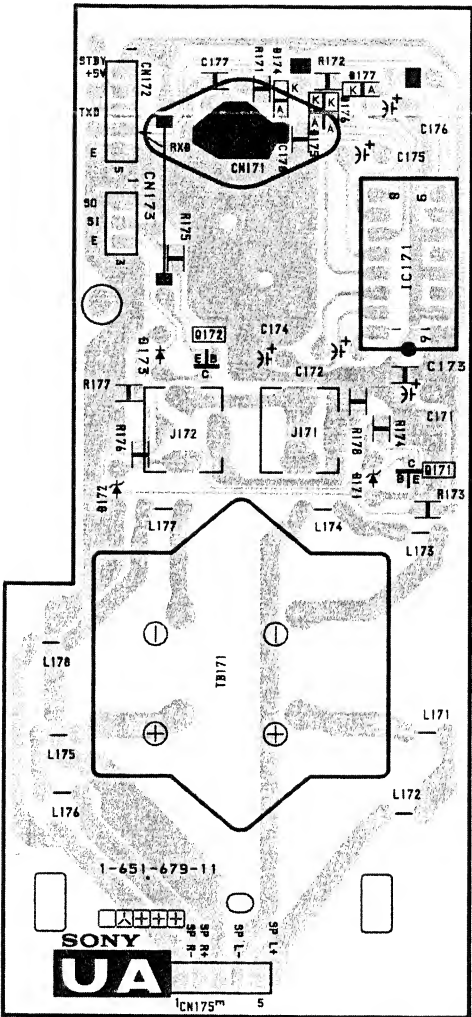 STBY
+5V
TXD
E
1
CN172
5
C177
R171
D174
R172
K
A
K
A
K
A
D177
K A
D176
D175
C176
C175
RXD
CN171
C178
SO
SI
E
1
CN173
3
R175
8
9
IC171
1
16
D173
Q172
E B
C
C174
C172
C173
C171
R177
R176
J172
J171
R178
R174
D172
D171
C
B E
Q171
R173
L177
L174
L173
TB171
L178
L175
L176
L171
L172
1-651-679-11
SP R-
SP R+
SP L-
SP L+
SONY
UA
1
CN175
m
5